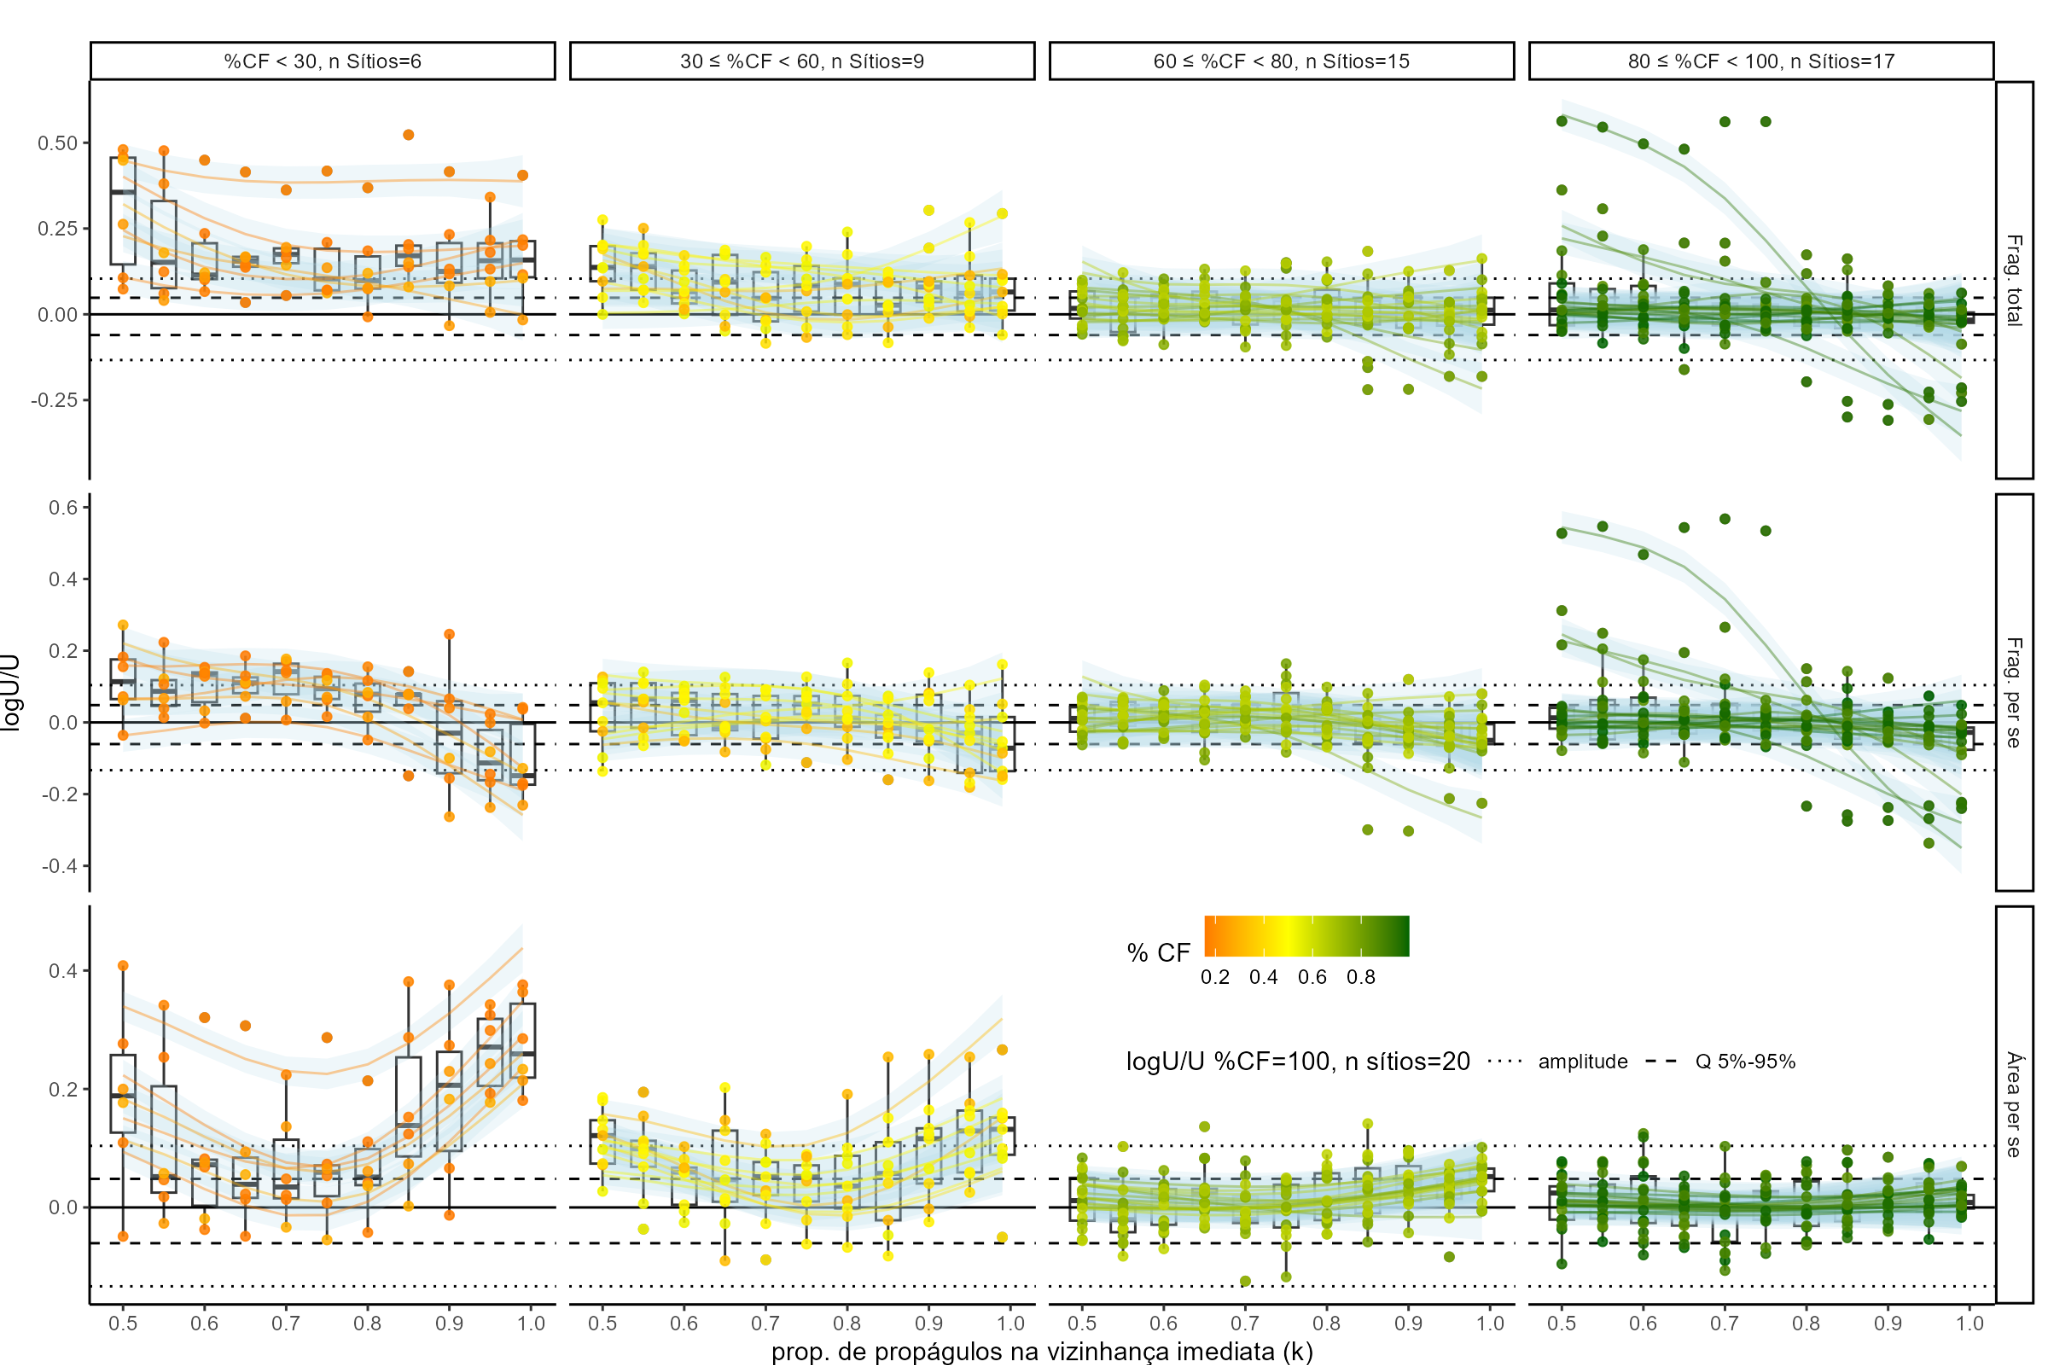 %CF < 30, n Sítios=6
30 ≤ %CF < 60, n Sítios=9
60 ≤ %CF < 80, n Sítios=15
80 ≤ %CF < 100, n Sítios=17
0.50
0.25
0.00
-0.25
Frag. total
0.6
0.4
0.2
0.0
-0.2
-0.4
Frag. per se
logU/U
0.4
0.2
0.0
Área per se
% CF
0.2 0.4 0.6 0.8
logU/U %CF=100, n sítios=20 amplitude Q 5%-95%
0.5 0.6 0.7 0.8 0.9 1.0
0.5 0.6 0.7 0.8 0.9 1.0
0.5 0.6 0.7 0.8 0.9 1.0
0.5 0.6 0.7 0.8 0.9 1.0
prop. de propágulos na vizinhança imediata (k)